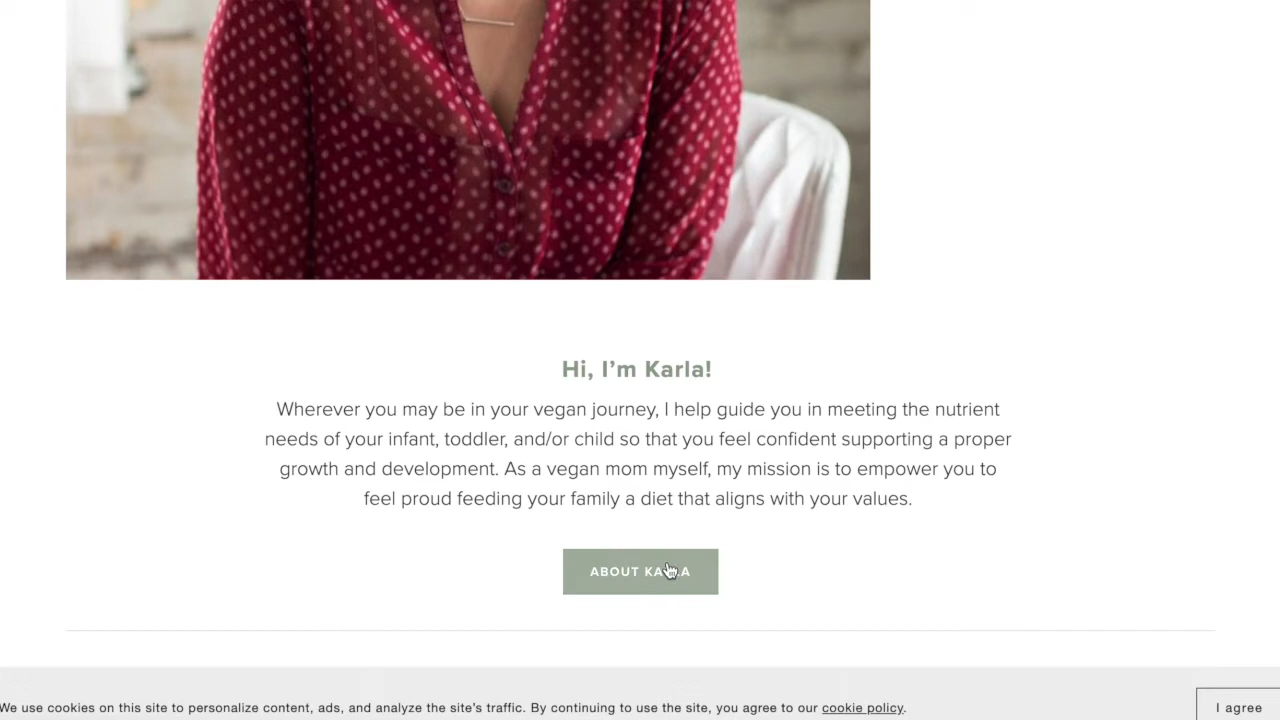 Hi, I’m Karla!
Wherever you may be in your vegan journey, I help guide you in meeting the nutrient
needs of your infant, toddler, and/or child so that you feel confident supporting a proper
growth and development. As a vegan mom myself, my mission is to empower you to
feel proud feeding your family a diet that aligns with your values.
ABOUT KARLA
We use cookies on this site to personalize content, ads, and analyze the site’s traffic. By continuing to use the site, you agree to our cookie policy.
I agree